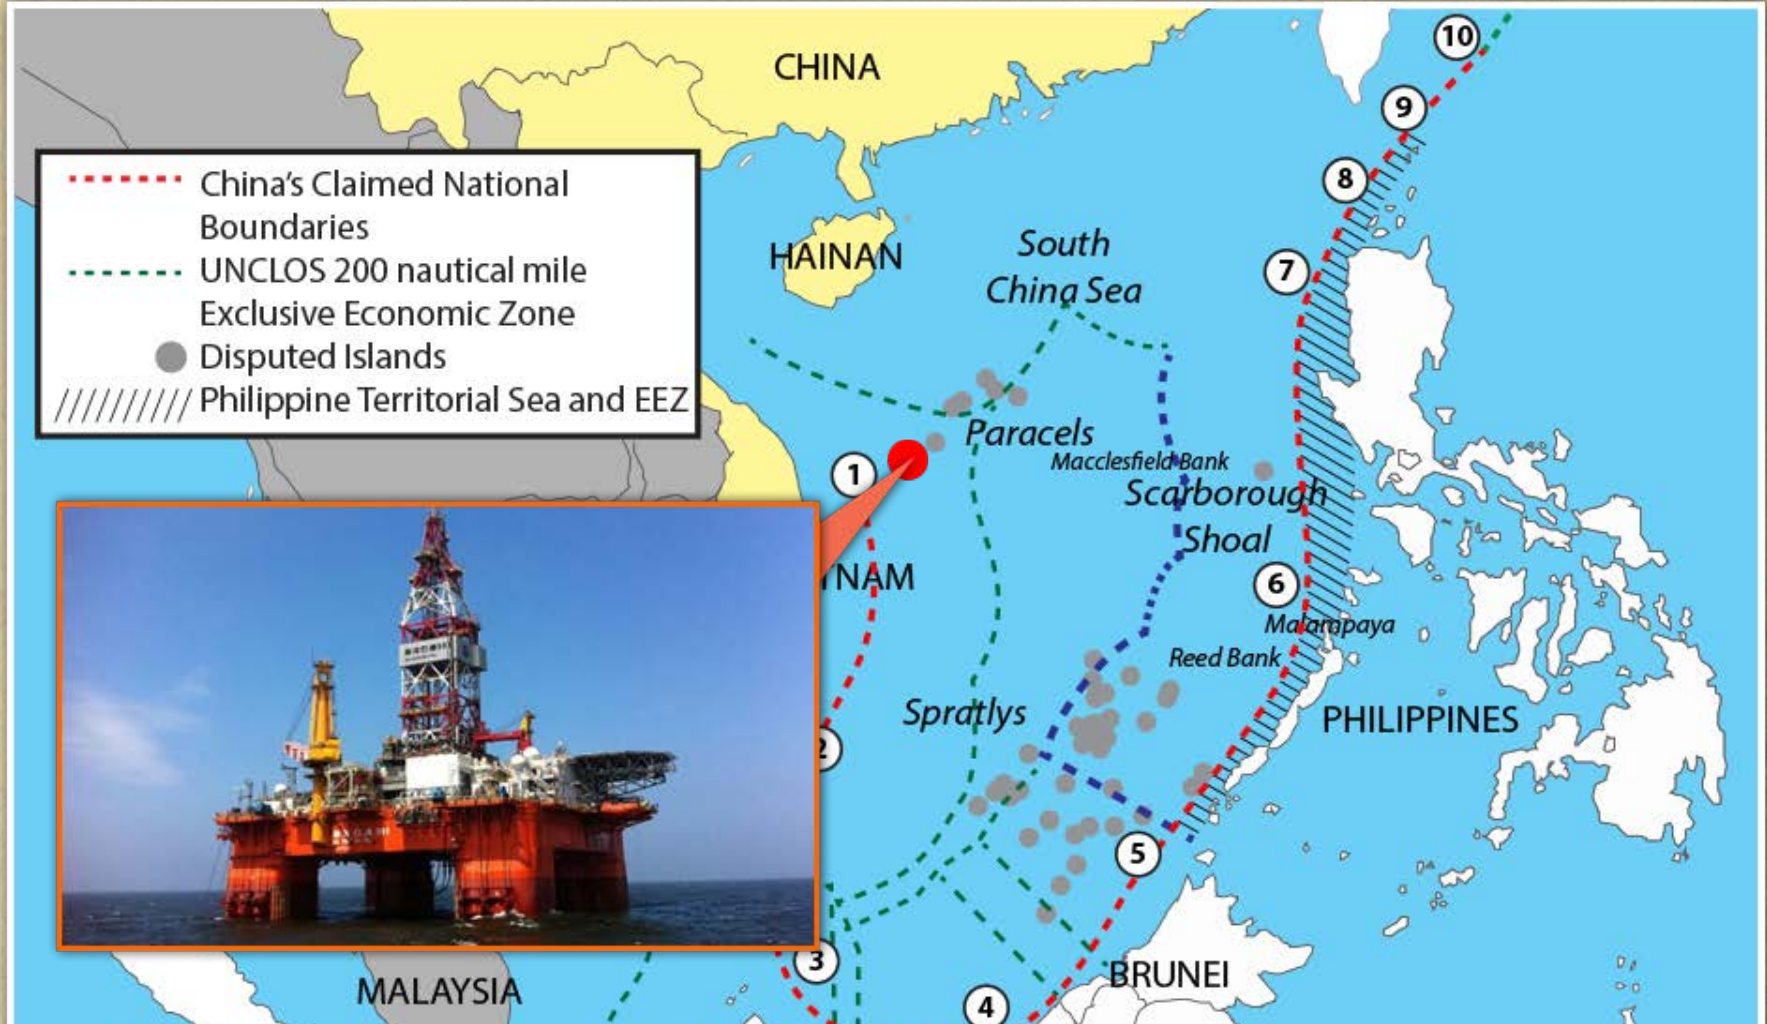 CHINA
10
9
China's Claimed National
Boundaries
UNCLOS 200 nautical mile
Exclusive Economic Zone
Disputed Islands
Philippine Territorial Sea and EEZ
8
HAINAN
South
China Sea
7
Paracels
Macclesfield Bank
1
Scarborough
Shoal
TNAM
6
Malampaya
Reed Bank
Spratlys
PHILIPPINES
2
5
3
BRUNEI
MALAYSIA
4